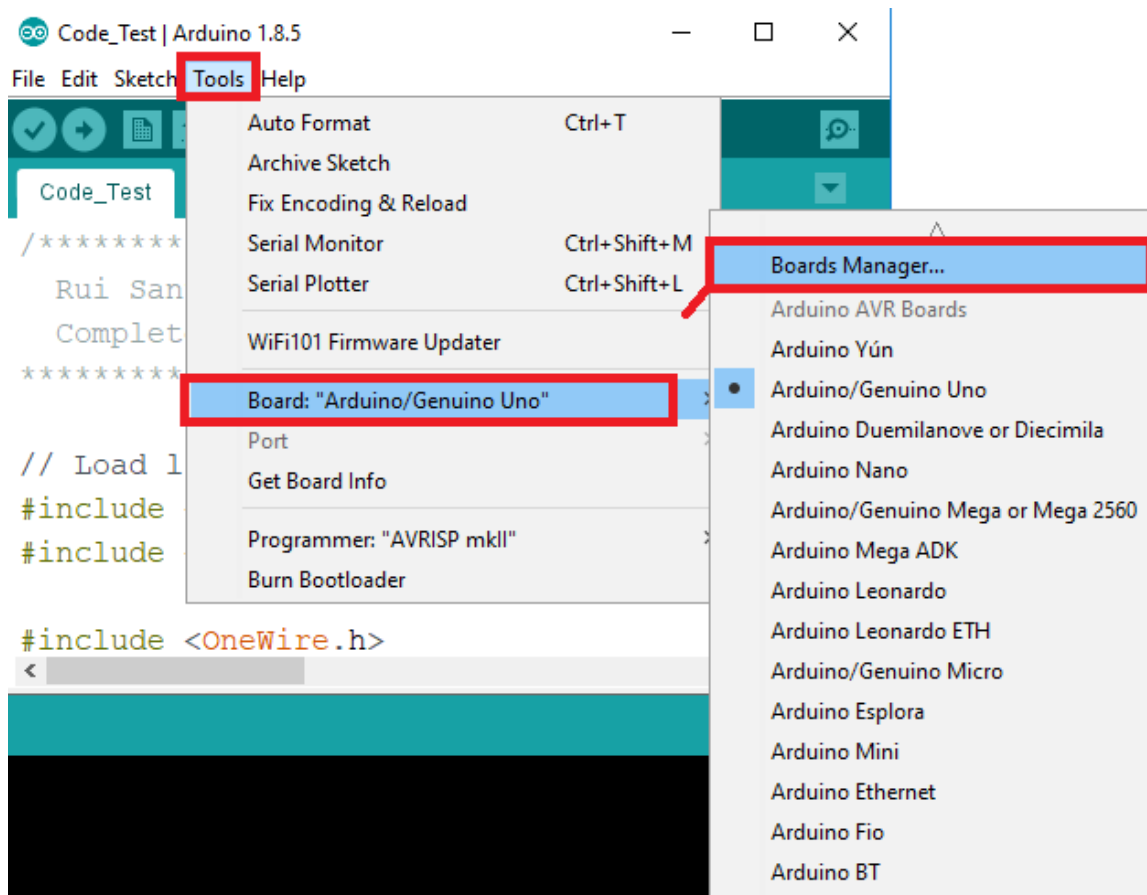 Code_Test | Arduino 1.8.5
File Edit Sketch Tools Help
Code_Test
/*********
Rui San
Complet
*********
// Load l
#include
#include
#include <OneWire.h>
Auto Format Ctrl+T
Archive Sketch
Fix Encoding & Reload
Serial Monitor Ctrl+Shift+M
Serial Plotter Ctrl+Shift+L
WiFi101 Firmware Updater
Board: "Arduino/Genuino Uno"
Port
Get Board Info
Programmer: "AVRISP mkII"
Burn Bootloader
Boards Manager...
Arduino AVR Boards
Arduino Yún
Arduino/Genuino Uno
Arduino Duemilanove or Diecimila
Arduino Nano
Arduino/Genuino Mega or Mega 2560
Arduino Mega ADK
Arduino Leonardo
Arduino Leonardo ETH
Arduino/Genuino Micro
Arduino Esplora
Arduino Mini
Arduino Ethernet
Arduino Fio
Arduino BT